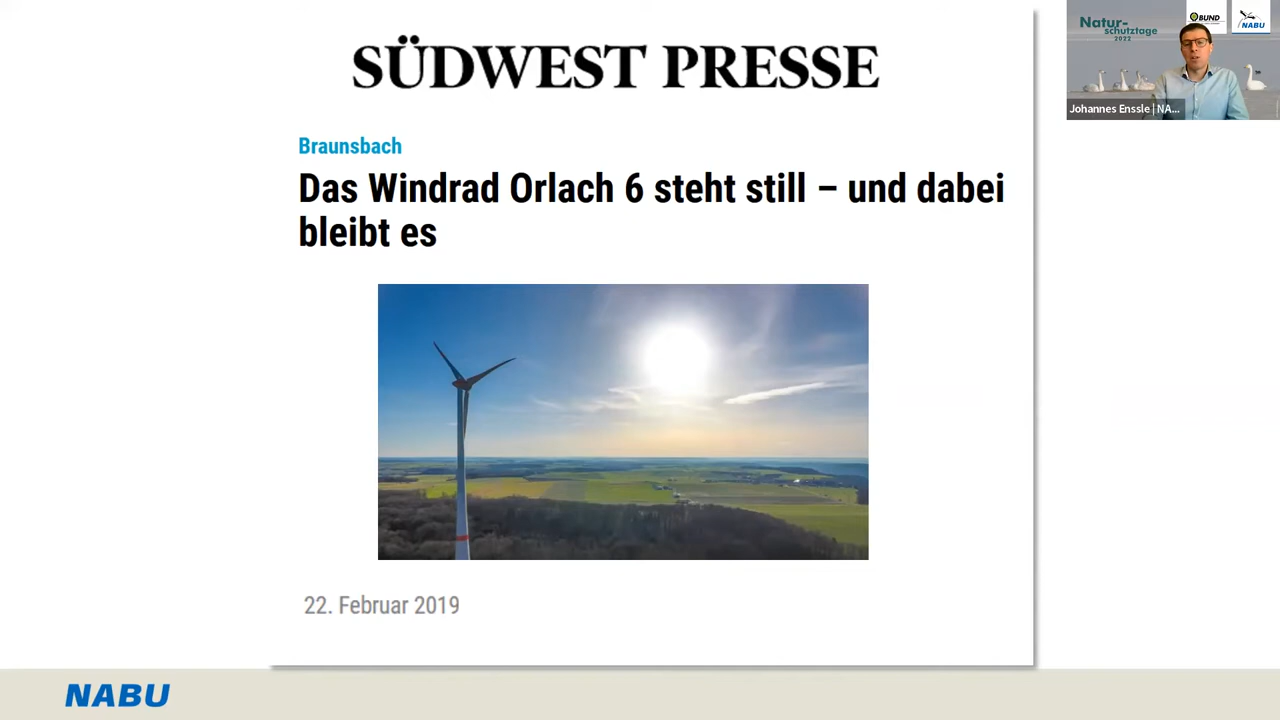 SÜDWEST PRESSE
Braunsbach
Das Windrad Orlach 6 steht still – und dabei
bleibt es
22. Februar 2019
NABU
Natur-
schutztage
2022
BUND
NABU
Johannes Enssle | NA...